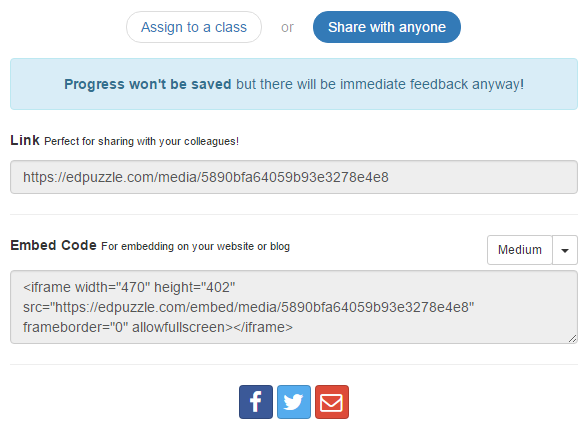 Assign to a class or Share with anyone
Progress won't be saved but there will be immediate feedback anyway!
Link Perfect for sharing with your colleagues!
https://edpuzzle.com/media/5890bfa64059b93e3278e4e8
Embed Code For embedding on your website or blog Medium
<iframe width="470" height="402"
src="https://edpuzzle.com/embed/media/5890bfa64059b93e3278e4e8"
frameborder="0" allowfullscreen></iframe>